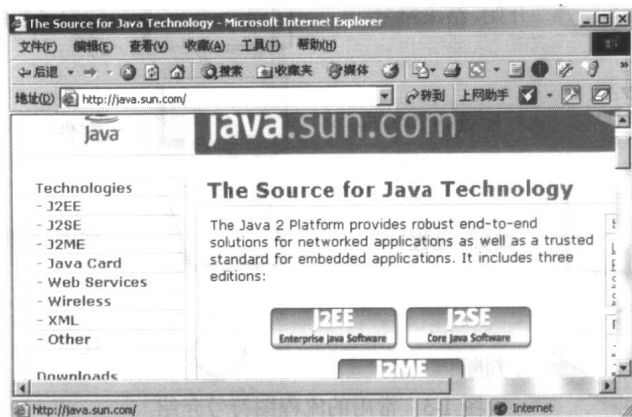 The Source for Java Technology - Microsoft Internet Explorer
文件(F) 编辑(E) 查看(V) 收藏(A) 工具(T) 帮助(H)
后退 搜索 收藏夹 媒体
地址(D) http://java.sun.com/ 转到 上网助手
Java
java.sun.com
Technologies
- J2EE
- J2SE
- J2ME
- Java Card
- Web Services
- Wireless
- XML
- Other
Downloads
The Source for Java Technology
The Java 2 Platform provides robust end-to-end
solutions for networked applications as well as a trusted
standard for embedded applications. It includes three
editions:
J2EE
Enterprise Java Software
J2SE
Core Java Software
J2ME
http://java.sun.com/ Internet